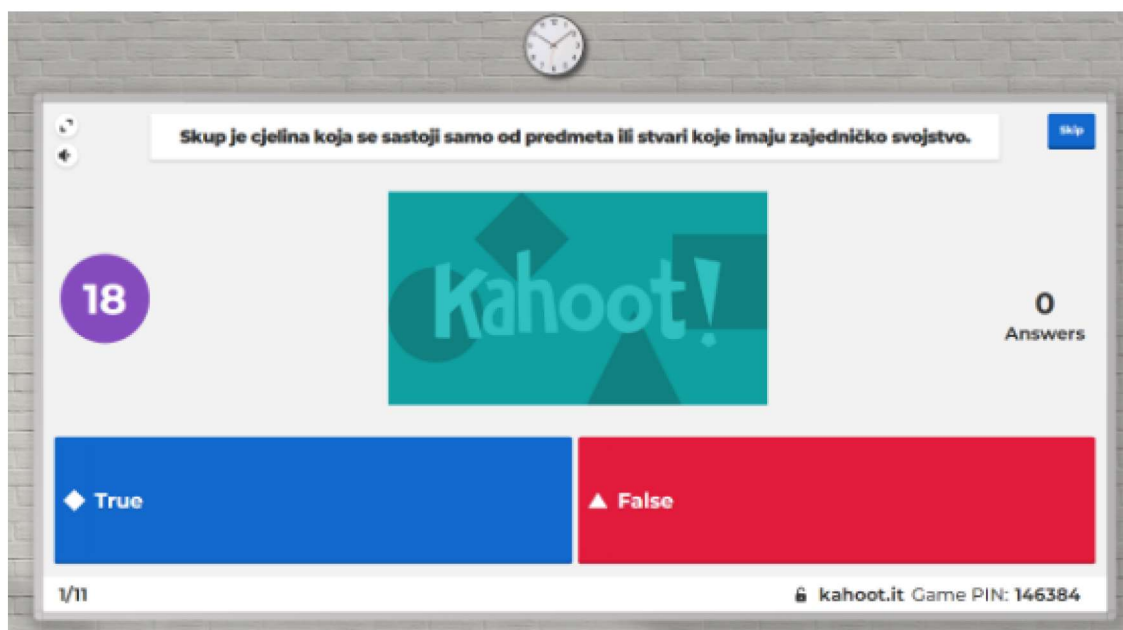 Skup je cjelina koja se sastoji samo od predmeta ili stvari koje imaju zajedničko svojstvo.
Skip
18
Kahoot!
0
Answers
True
False
1/11
kahoot.it Game PIN: 146384